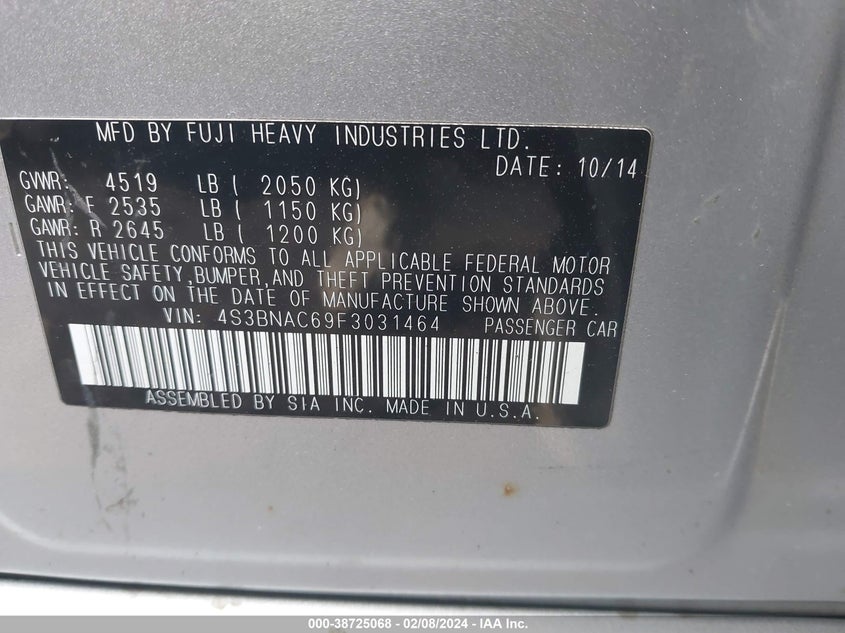 MFD BY FUJI HEAVY INDUSTRIES LTD.
DATE: 10/14
GVWR: 4519 LB ( 2050 KG)
GAWR: F 2535 LB ( 1150 KG)
GAWR: R 2645 LB ( 1200 KG)
THIS VEHICLE CONFORMS TO ALL APPLICABLE FEDERAL MOTOR
VEHICLE SAFETY,BUMPER,AND THEFT PREVENTION STANDARDS
IN EFFECT ON THE DATE OF MANUFACTURE SHOWN ABOVE.
VIN: 4S3BNAC69F3031464 PASSENGER CAR
ASSEMBLED BY SIA INC. MADE IN U.S.A.
000-38725068 - 02/08/2024 - IAA Inc.